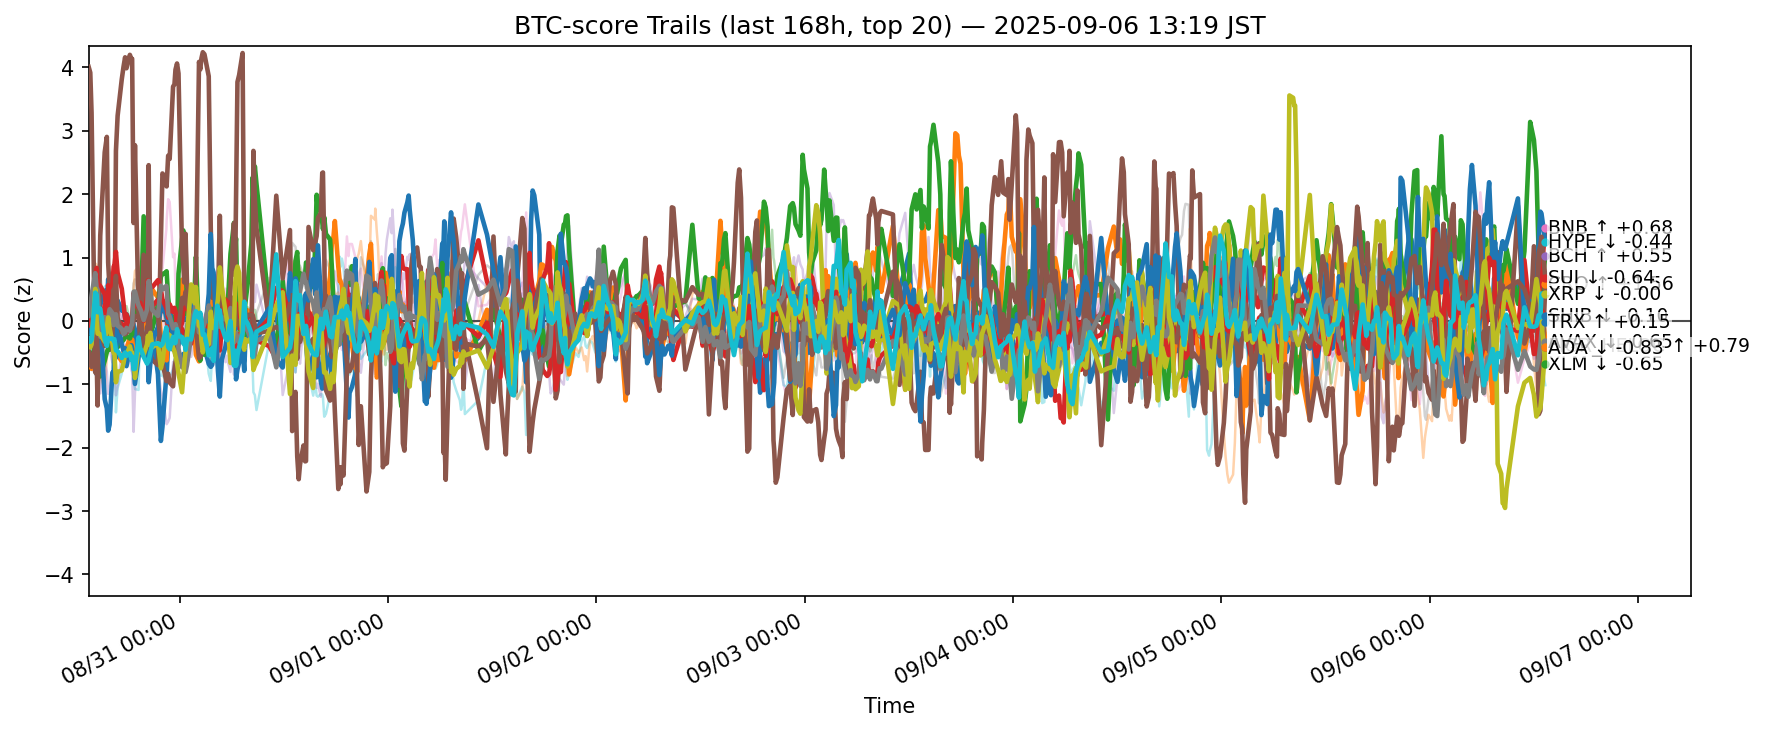 BTC-score Trails (last 168h, top 20) — 2025-09-06 13:19 JST
Score (z)
4
3
2
1
0
−1
−2
−3
−4
BNB ↑ +0.68
HYPE ↓ -0.44
BCH ↑ +0.55
SUI ↓ -0.64
XRP ↓ -0.00
TRX ↑ +0.15
ADA ↓ -0.83
↑ +0.79
XLM ↓ -0.65
08/31 00:00
09/01 00:00
09/02 00:00
09/03 00:00
09/04 00:00
09/05 00:00
09/06 00:00
09/07 00:00
Time